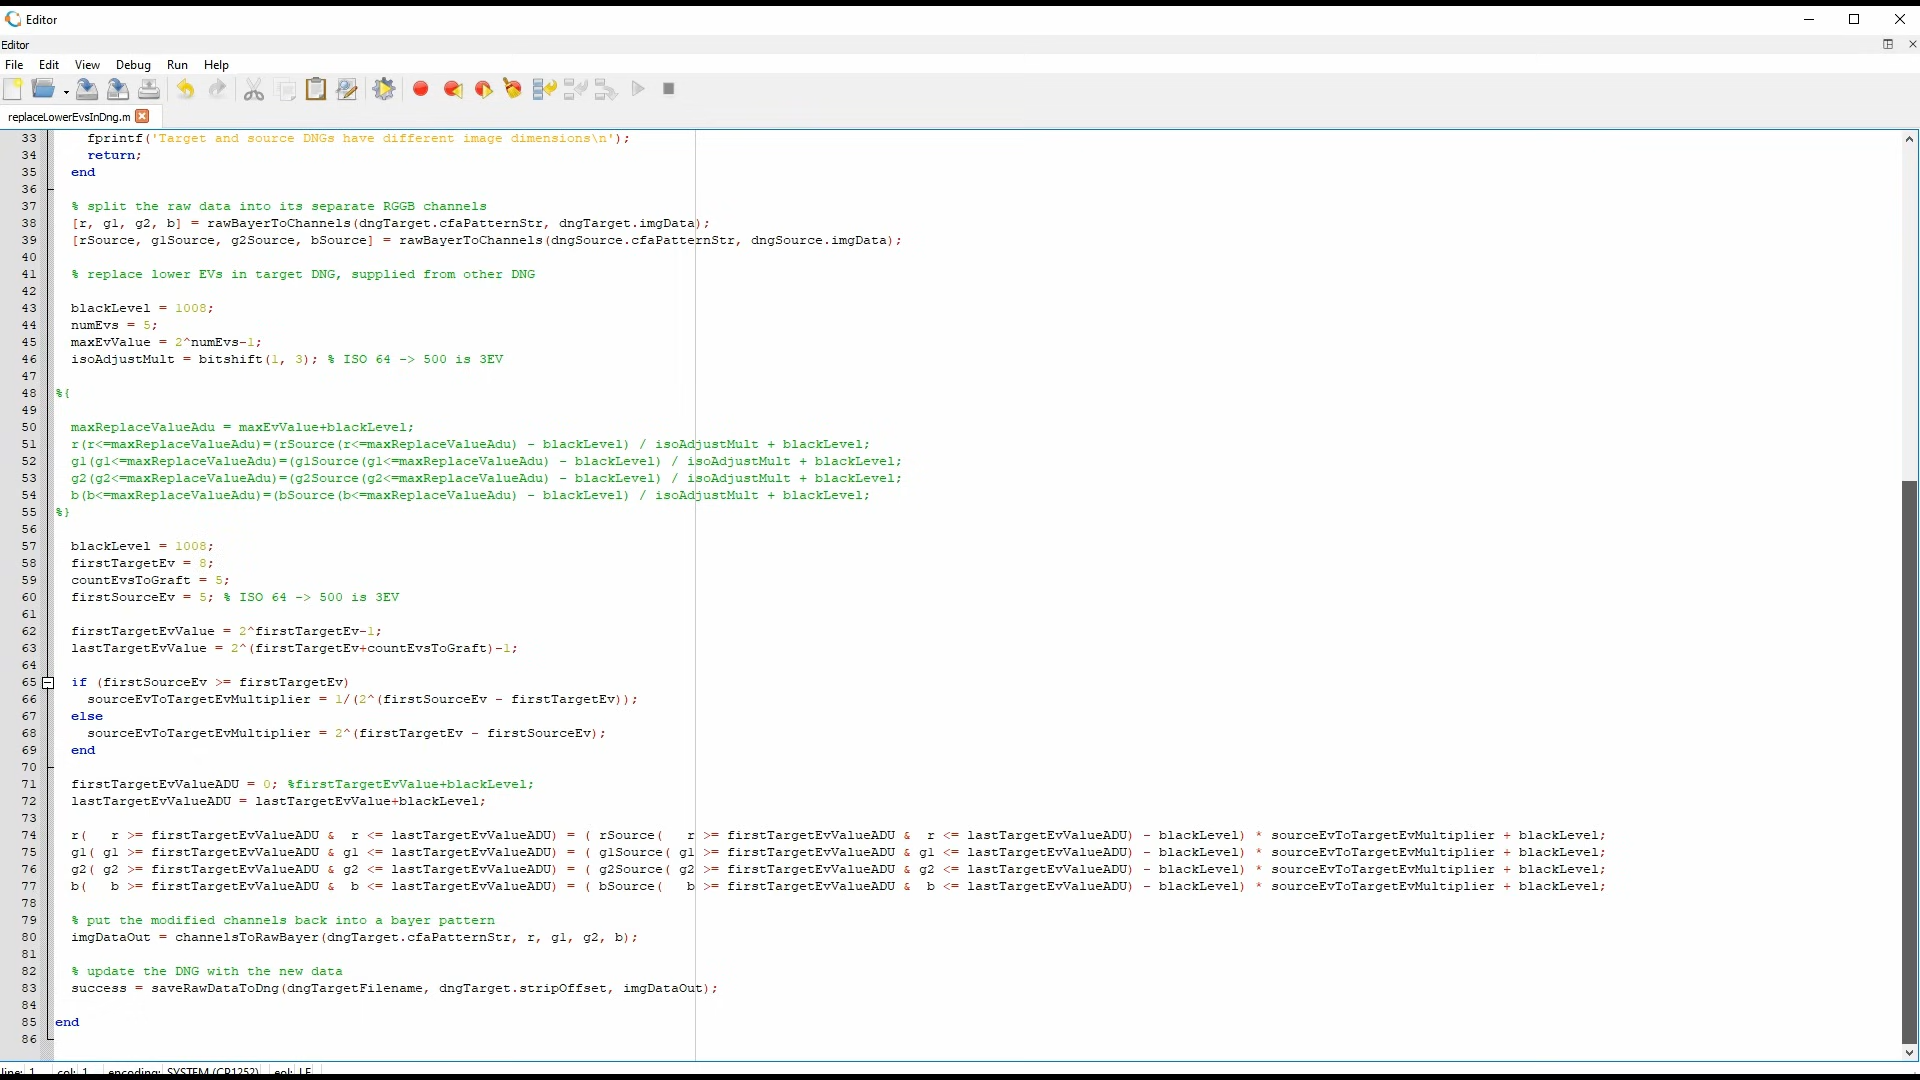 Editor
Editor
File Edit View Debug Run Help
replaceLowerEvsInDng.m
33 fprintf('Target and source DNGs have different image dimensions\n');
34 return;
35 end
36
37 % split the raw data into its separate RGGB channels
38 [r, g1, g2, b] = rawBayerToChannels(dngTarget.cfaPatternStr, dngTarget.imgData);
39 [rSource, g1Source, g2Source, bSource] = rawBayerToChannels(dngSource.cfaPatternStr, dngSource.imgData);
40
41 % replace lower EVs in target DNG, supplied from other DNG
42
43 blackLevel = 1008;
44 numEvs = 5;
45 maxEvValue = 2^numEvs-1;
46 isoAdjustMult = bitshift(1, 3); % ISO 64 -> 500 is 3EV
47
48 %{
49
50 maxReplaceValueAdu = maxEvValue+blackLevel;
51 r(r<=maxReplaceValueAdu)=(rSource(r<=maxReplaceValueAdu) - blackLevel) / isoAdjustMult + blackLevel;
52 g1(g1<=maxReplaceValueAdu)=(g1Source(g1<=maxReplaceValueAdu) - blackLevel) / isoAdjustMult + blackLevel;
53 g2(g2<=maxReplaceValueAdu)=(g2Source(g2<=maxReplaceValueAdu) - blackLevel) / isoAdjustMult + blackLevel;
54 b(b<=maxReplaceValueAdu)=(bSource(b<=maxReplaceValueAdu) - blackLevel) / isoAdjustMult + blackLevel;
55 %}
56
57 blackLevel = 1008;
58 firstTargetEv = 8;
59 countEvsToGraft = 5;
60 firstSourceEv = 5; % ISO 64 -> 500 is 3EV
61
62 firstTargetEvValue = 2^firstTargetEv-1;
63 lastTargetEvValue = 2^(firstTargetEv+countEvsToGraft)-1;
64
65 if (firstSourceEv >= firstTargetEv)
66 sourceEvToTargetEvMultiplier = 1/(2^(firstSourceEv - firstTargetEv));
67 else
68 sourceEvToTargetEvMultiplier = 2^(firstTargetEv - firstSourceEv);
69 end
70
71 firstTargetEvValueADU = 0; %firstTargetEvValue+blackLevel;
72 lastTargetEvValueADU = lastTargetEvValue+blackLevel;
73
74 r( r >= firstTargetEvValueADU & r <= lastTargetEvValueADU) = ( rSource( r >= firstTargetEvValueADU & r <= lastTargetEvValueADU) - blackLevel) * sourceEvToTargetEvMultiplier + blackLevel;
75 g1( g1 >= firstTargetEvValueADU & g1 <= lastTargetEvValueADU) = ( g1Source( g1 >= firstTargetEvValueADU & g1 <= lastTargetEvValueADU) - blackLevel) * sourceEvToTargetEvMultiplier + blackLevel;
76 g2( g2 >= firstTargetEvValueADU & g2 <= lastTargetEvValueADU) = ( g2Source( g2 >= firstTargetEvValueADU & g2 <= lastTargetEvValueADU) - blackLevel) * sourceEvToTargetEvMultiplier + blackLevel;
77 b( b >= firstTargetEvValueADU & b <= lastTargetEvValueADU) = ( bSource( b >= firstTargetEvValueADU & b <= lastTargetEvValueADU) - blackLevel) * sourceEvToTargetEvMultiplier + blackLevel;
78
79 % put the modified channels back into a bayer pattern
80 imgDataOut = channelsToRawBayer(dngTarget.cfaPatternStr, r, g1, g2, b);
81
82 % update the DNG with the new data
83 success = saveRawDataToDng(dngTargetFilename, dngTarget.stripOffset, imgDataOut);
84
85 end
86
line: 1 col: 1 encoding: SYSTEM (CP1252) eol: LF